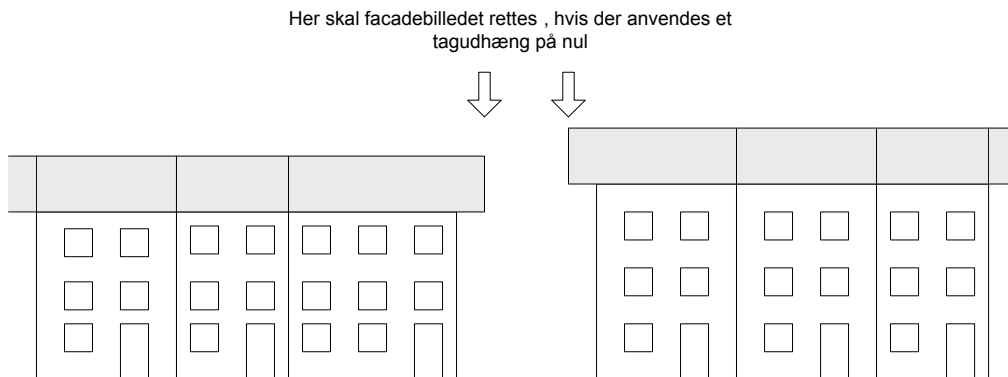 Her skal facadebilledet rettes , hvis der anvendes et
tagudhæng på nul